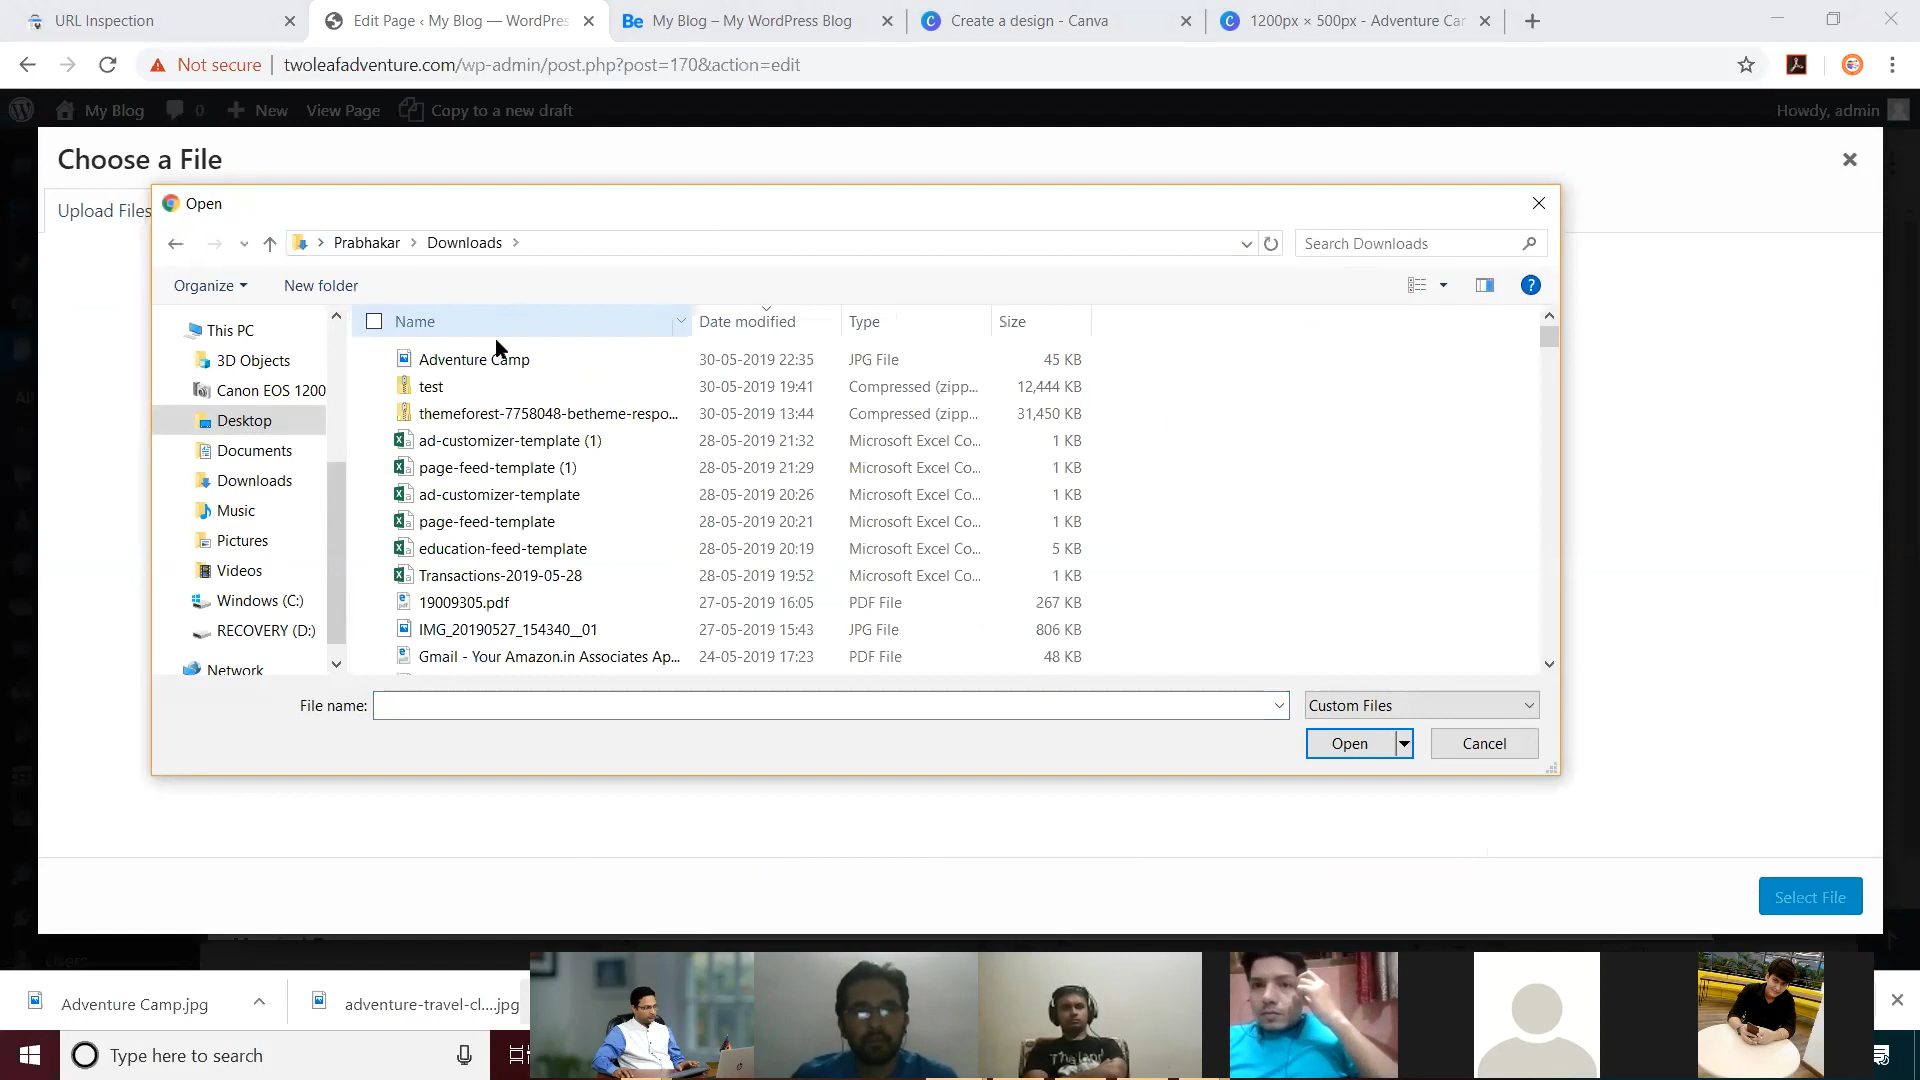 URL Inspection
Edit Page ‹ My Blog — WordPres
Be My Blog – My WordPress Blog
C Create a design - Canva
C 1200px × 500px - Adventure Car
Not secure | twoleafadventure.com/wp-admin/post.php?post=170&action=edit
My Blog 0 New View Page Copy to a new draft Howdy, admin
Choose a File
Upload Files
Open
Prabhakar Downloads
Search Downloads
Organize New folder
This PC
3D Objects
Canon EOS 1200
Desktop
Documents
Downloads
Music
Pictures
Videos
Windows (C:)
RECOVERY (D:)
Network
Name Date modified Type Size
Adventure Camp 30-05-2019 22:35 JPG File 45 KB
test 30-05-2019 19:41 Compressed (zipp... 12,444 KB
themeforest-7758048-betheme-respo... 30-05-2019 13:44 Compressed (zipp... 31,450 KB
ad-customizer-template (1) 28-05-2019 21:32 Microsoft Excel Co... 1 KB
page-feed-template (1) 28-05-2019 21:29 Microsoft Excel Co... 1 KB
ad-customizer-template 28-05-2019 20:26 Microsoft Excel Co... 1 KB
page-feed-template 28-05-2019 20:21 Microsoft Excel Co... 1 KB
education-feed-template 28-05-2019 20:19 Microsoft Excel Co... 5 KB
Transactions-2019-05-28 28-05-2019 19:52 Microsoft Excel Co... 1 KB
19009305.pdf 27-05-2019 16:05 PDF File 267 KB
IMG_20190527_154340__01 27-05-2019 15:43 JPG File 806 KB
Gmail - Your Amazon.in Associates Ap... 24-05-2019 17:23 PDF File 48 KB
File name:
Custom Files
Open
Cancel
Select File
Adventure Camp.jpg
adventure-travel-cl....jpg
Thailand
Type here to search